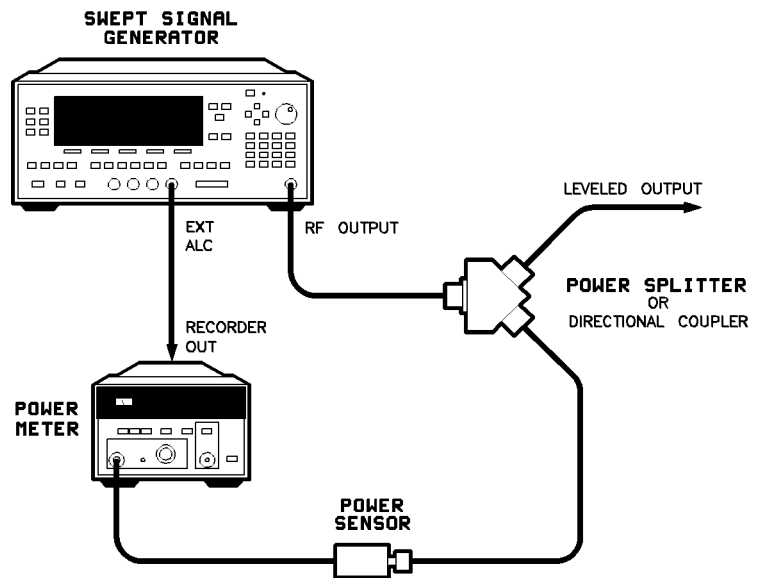 SWEPT SIGNAL
GENERATOR
LEVELED OUTPUT
EXT
ALC
RF OUTPUT
POWER SPLITTER
OR
DIRECTIONAL COUPLER
RECORDER
OUT
POWER
METER
POWER
SENSOR